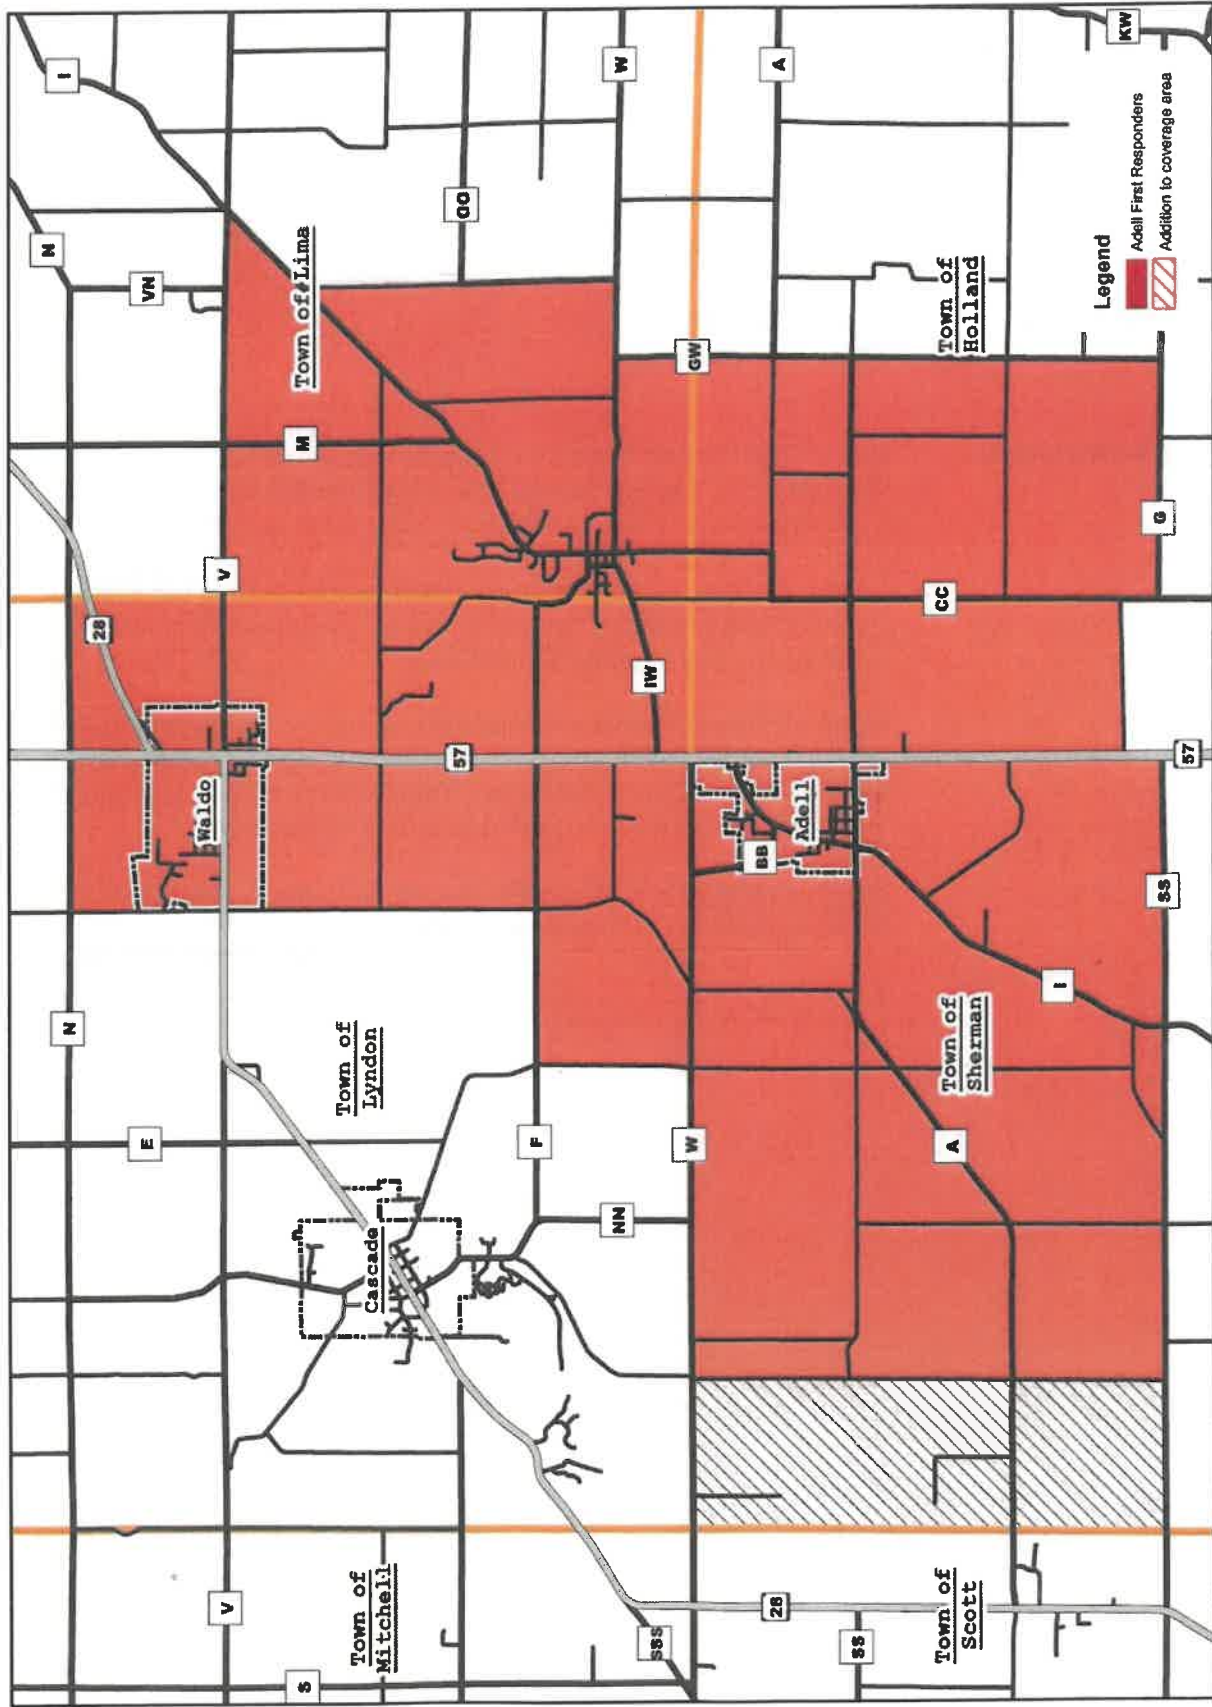 N
N
I
28
E
VN
Waldo
V
V
S
M
Town of Lima
Town of
Mitchell
Town of
Lyndon
Cascade
57
DD
F
NN
W
SSS
IW
W
GW
BB
28
A
Adell
SS
Town of
Scott
A
Town of
Sherman
CC
Town of
Holland
I
Legend
Adell First Responders
Addition to coverage area
KW
SS
G
57